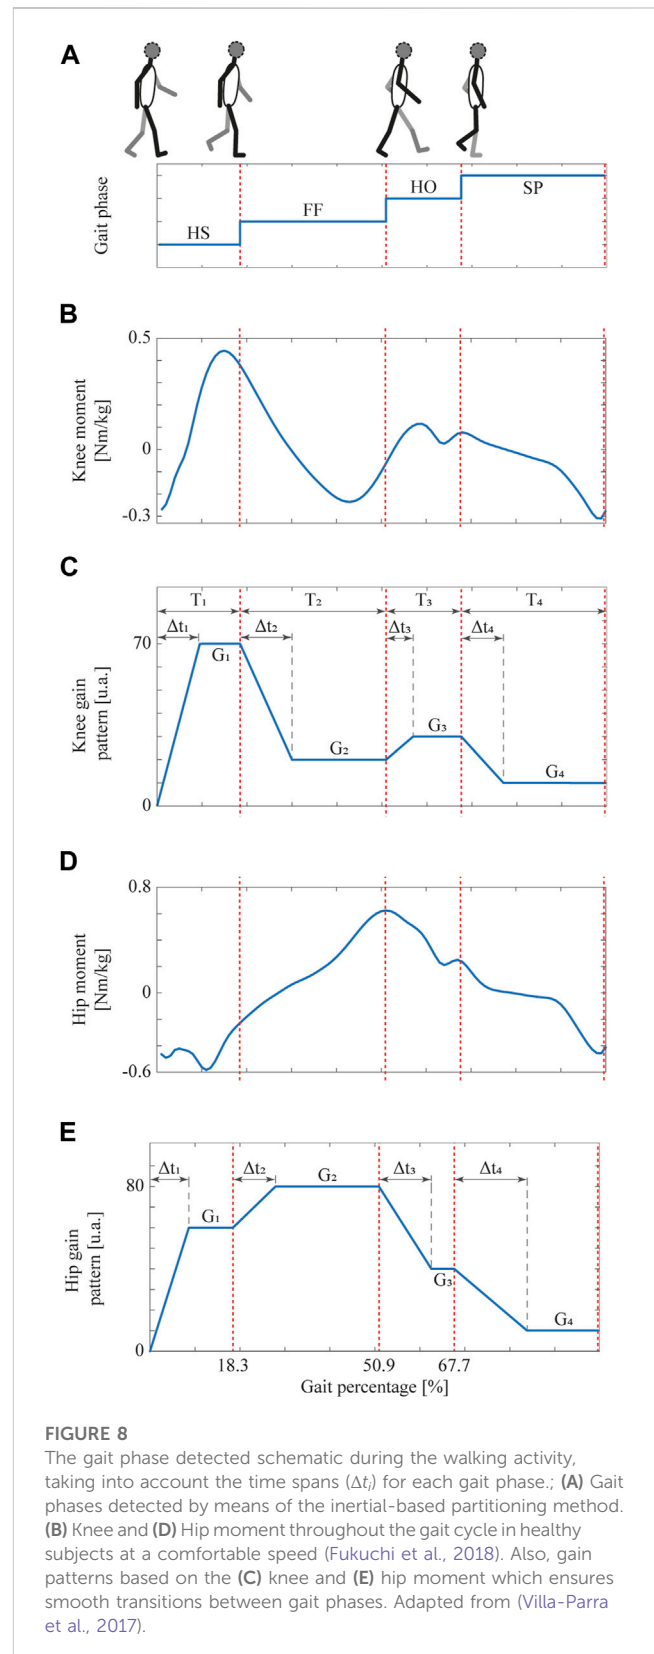 A
Gait phase
HS
FF
HO
SP
B
Knee moment
[Nm/kg]
0.5
0
-0.3
C
Knee gain
pattern [u.a.]
T₁
T₂
T₃
T₄
Δt₁
Δt₂
Δt₃
Δt₄
70
G₁
G₂
G₃
G₄
0
D
Hip moment
[Nm/kg]
0.8
0
-0.6
E
Hip gain
pattern [u.a.]
Δt₁
Δt₂
Δt₃
Δt₄
80
G₁
G₂
G₃
G₄
0
18.3
50.9
67.7
Gait percentage [%]
FIGURE 8
The gait phase detected schematic during the walking activity,
taking into account the time spans (Δtᵢ) for each gait phase.; (A) Gait
phases detected by means of the inertial-based partitioning method.
(B) Knee and (D) Hip moment throughout the gait cycle in healthy
subjects at a comfortable speed (Fukuchi et al., 2018). Also, gain
patterns based on the (C) knee and (E) hip moment which ensures
smooth transitions between gait phases. Adapted from (Villa-Parra
et al., 2017).